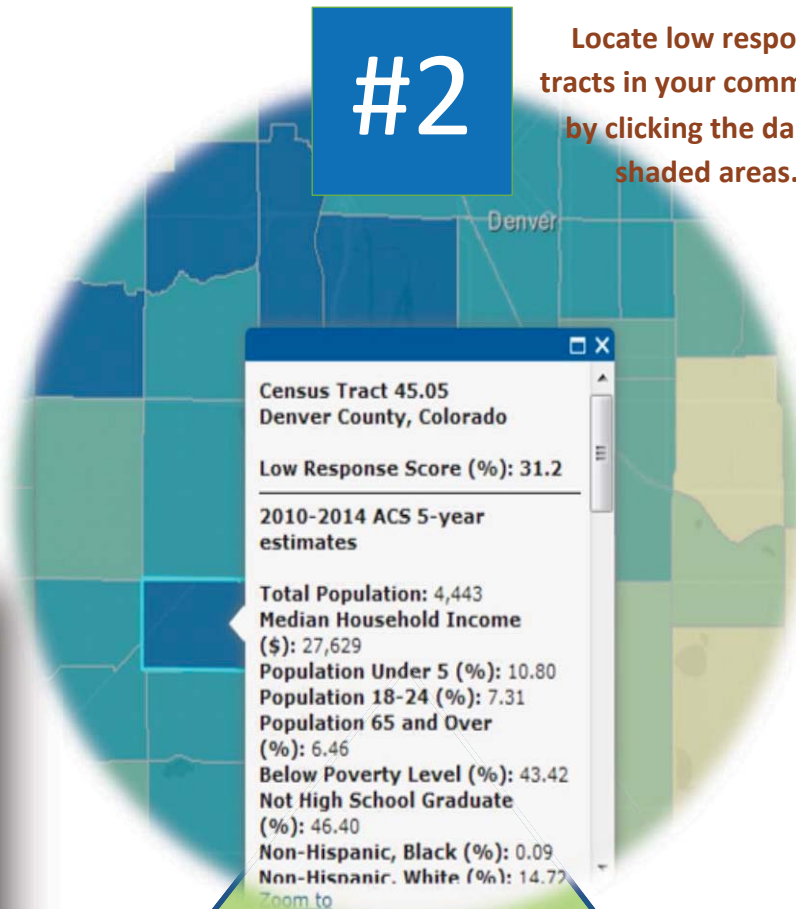 #2
Locate low respo
tracts in your comm
by clicking the da
shaded areas.
Denver
Census Tract 45.05
Denver County, Colorado
Low Response Score (%): 31.2
2010-2014 ACS 5-year
estimates
Total Population: 4,443
Median Household Income
($): 27,629
Population Under 5 (%): 10.80
Population 18-24 (%): 7.31
Population 65 and Over
(%): 6.46
Below Poverty Level (%): 43.42
Not High School Graduate
(%): 46.40
Non-Hispanic, Black (%): 0.09
Non-Hispanic, White (%): 14.72
Zoom to